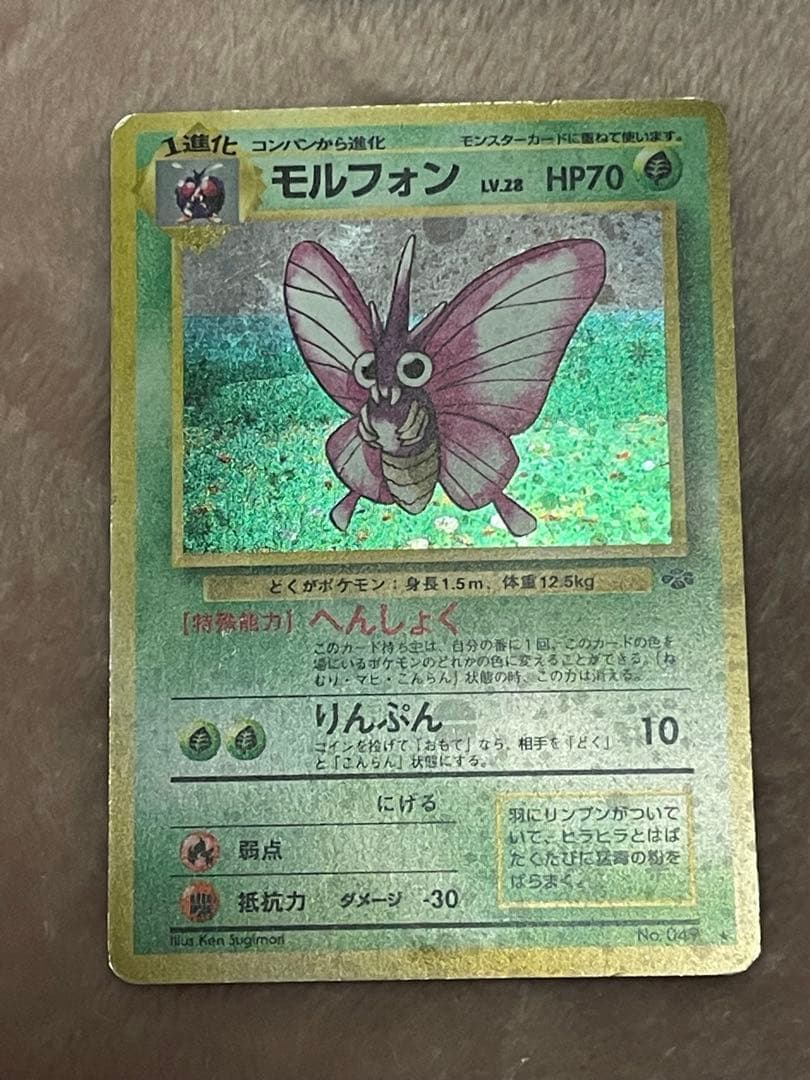 1進化 コンパンから進化 モンスターカードに重ねて使います。
モルフォン LV.28 HP70
どくがポケモン：身長1.5m、体重12.5kg
[特殊能力] へんしょく
このカード持ち主は、自分の番に1回、このカードの色を
場にいるポケモンのどれかの色に変えることができる。「ね
むり・マヒ・こんらん」状態の時、この力は消える。
りんぷん 10
コインを投げて「おもて」なら、相手を「どく」
と「こんらん」状態にする。
にげる
弱点
抵抗力 ダメージ -30
羽にリンプンがついて
いて、ヒラヒラとはば
たくたびに猛毒の粉を
ばらまく。
Illus. Ken Sugimori No. 049 ★